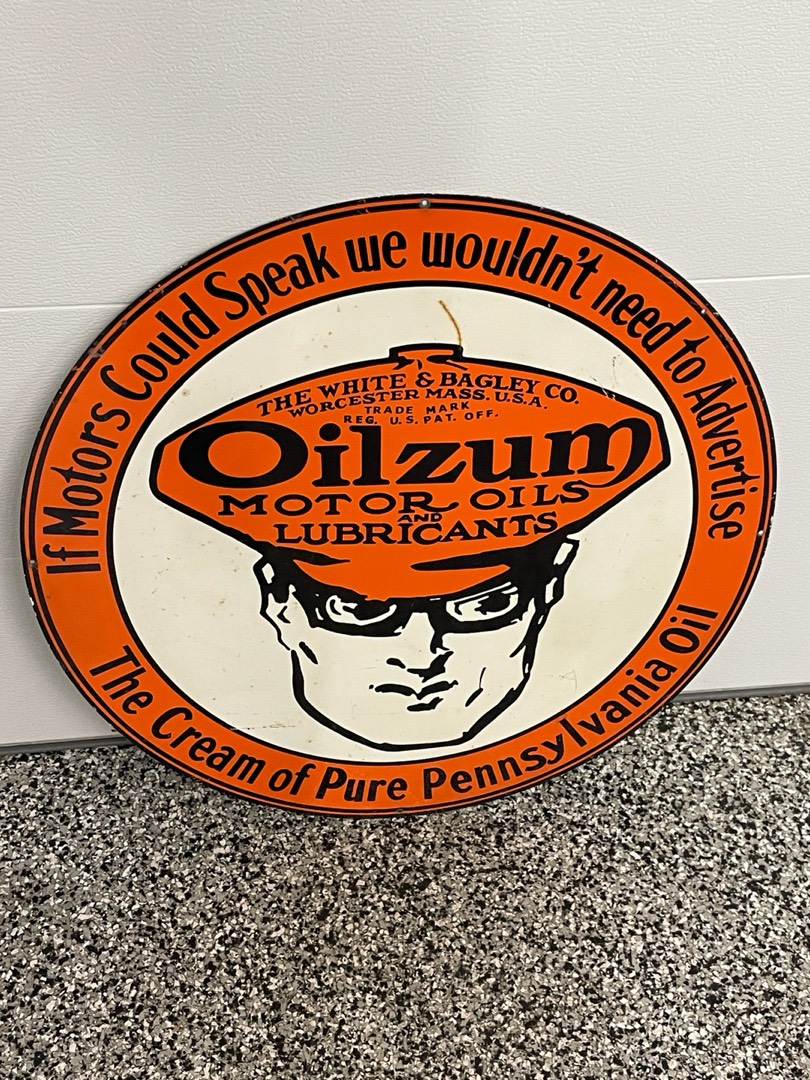 If Motors Could Speak we wouldn't need to Advertise
THE WHITE & BAGLEY CO.
WORCESTER MASS. U.S.A.
TRADE MARK
REG. U.S. PAT. OFF.
Oilzum
MOTOR OILS
AND
LUBRICANTS
The Cream of Pure Pennsylvania Oil